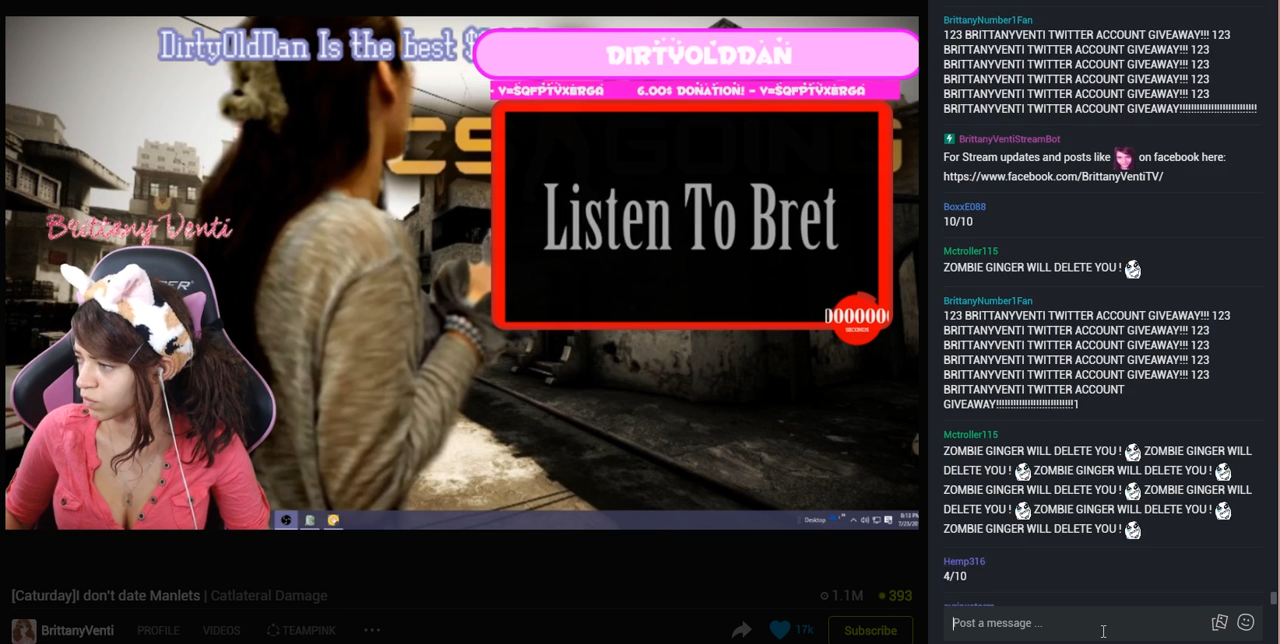 DirtyOldDan Is the best $
DIRTYOLDDAN
- V=SQFPTVXERGA 6.00$ DONATION! - V=SQFPTVXERGA
Listen To Bret
SECONDS
Brittany Venti
Desktop
8:13 PM
[Caturday]I don't date Manlets | Catlateral Damage
1.1M
393
BrittanyVenti
PROFILE
VIDEOS
TEAMPINK
17k
Subscribe
BrittanyNumber1Fan
123 BRITTANYVENTI TWITTER ACCOUNT GIVEAWAY!!! 123
BRITTANYVENTI TWITTER ACCOUNT GIVEAWAY!!! 123
BRITTANYVENTI TWITTER ACCOUNT GIVEAWAY!!! 123
BRITTANYVENTI TWITTER ACCOUNT GIVEAWAY!!! 123
BRITTANYVENTI TWITTER ACCOUNT GIVEAWAY!!! 123
BRITTANYVENTI TWITTER ACCOUNT GIVEAWAY!!!!!!!!!!!!!!!!!!!!!!!!!!!
BrittanyVentiStreamBot
For Stream updates and posts like on facebook here:
https://www.facebook.com/BrittanyVentiTV/
BoxxE088
10/10
Mctroller115
ZOMBIE GINGER WILL DELETE YOU !
BrittanyNumber1Fan
123 BRITTANYVENTI TWITTER ACCOUNT GIVEAWAY!!! 123
BRITTANYVENTI TWITTER ACCOUNT GIVEAWAY!!! 123
BRITTANYVENTI TWITTER ACCOUNT GIVEAWAY!!! 123
BRITTANYVENTI TWITTER ACCOUNT GIVEAWAY!!! 123
BRITTANYVENTI TWITTER ACCOUNT GIVEAWAY!!! 123
BRITTANYVENTI TWITTER ACCOUNT
GIVEAWAY!!!!!!!!!!!!!!!!!!!!!!!!!!!1
Mctroller115
ZOMBIE GINGER WILL DELETE YOU ! ZOMBIE GINGER WILL
DELETE YOU ! ZOMBIE GINGER WILL DELETE YOU !
ZOMBIE GINGER WILL DELETE YOU ! ZOMBIE GINGER WILL
DELETE YOU ! ZOMBIE GINGER WILL DELETE YOU !
ZOMBIE GINGER WILL DELETE YOU !
Hemp316
4/10
Post a message ...